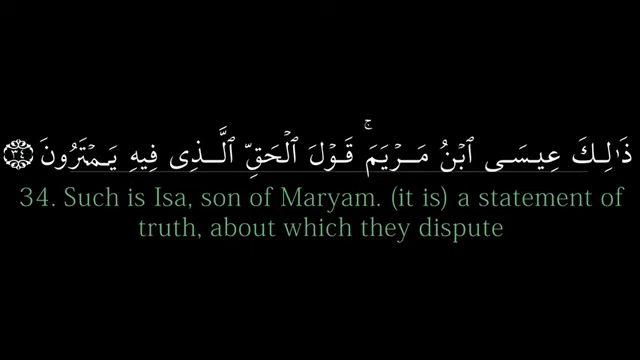 ذَٰلِكَ عِيسَى ٱبْنُ مَرْيَمَ ۚ قَوْلَ ٱلْحَقِّ ٱلَّذِى فِيهِ يَمْتَرُونَ ۝٣٤
34. Such is Isa, son of Maryam. (it is) a statement of
truth, about which they dispute